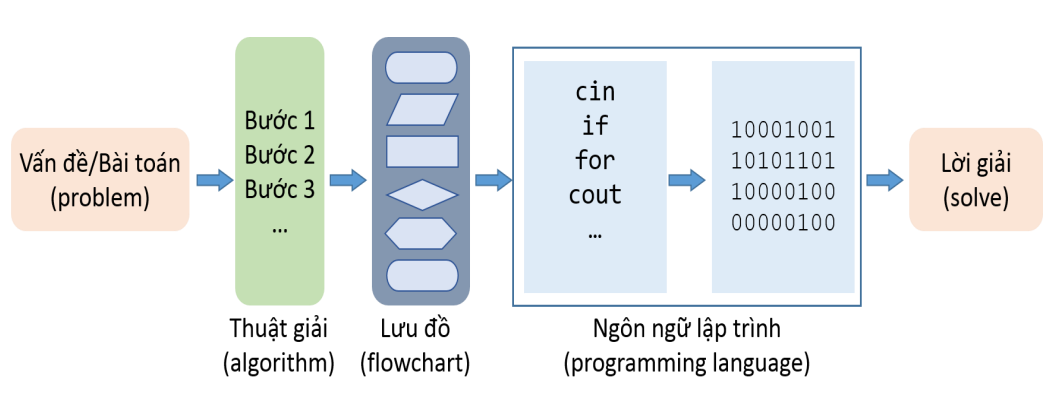 Vấn đề/Bài toán
(problem)
Bước 1
Bước 2
Bước 3
...
Thuật giải
(algorithm)
Lưu đồ
(flowchart)
cin
if
for
cout
…
10001001
10101101
10000100
00000100
Ngôn ngữ lập trình
(programming language)
Lời giải
(solve)